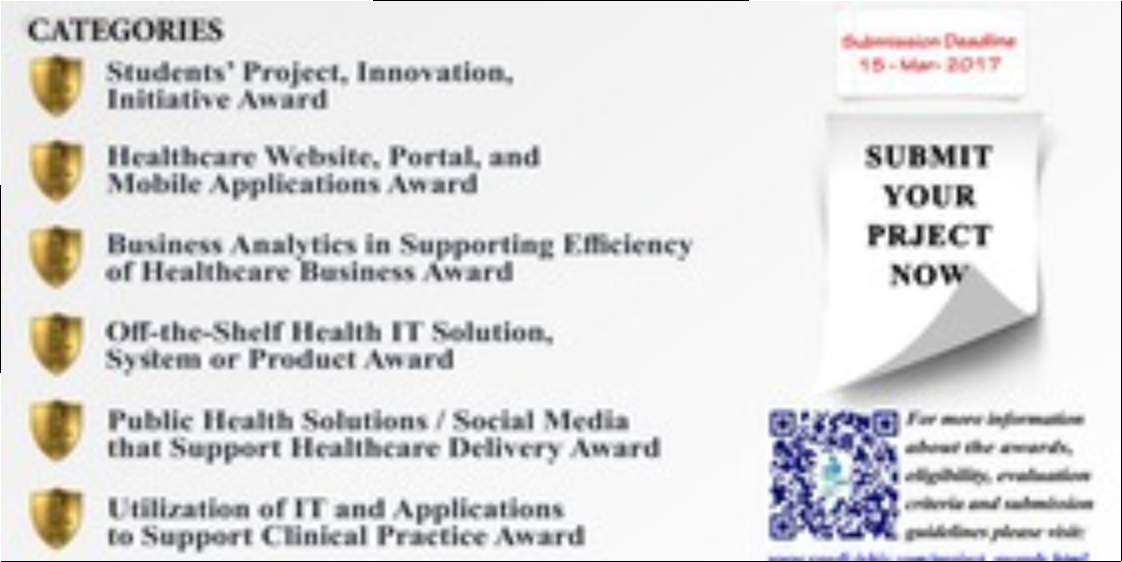 CATEGORIES
Students' Project, Innovation,
Initiative Award
Healthcare Website, Portal, and
Mobile Applications Award
Business Analytics in Supporting Efficiency
of Healthcare Business Award
Off-the-Shelf Health IT Solution,
System or Product Award
Public Health Solutions / Social Media
that Support Healthcare Delivery Award
Utilization of IT and Applications
to Support Clinical Practice Award
Submission Deadline
15 - Mar- 2017
SUBMIT
YOUR
PRJECT
NOW
For more information
about the awards,
eligibility, evaluation
criteria and submission
guidelines please visit: